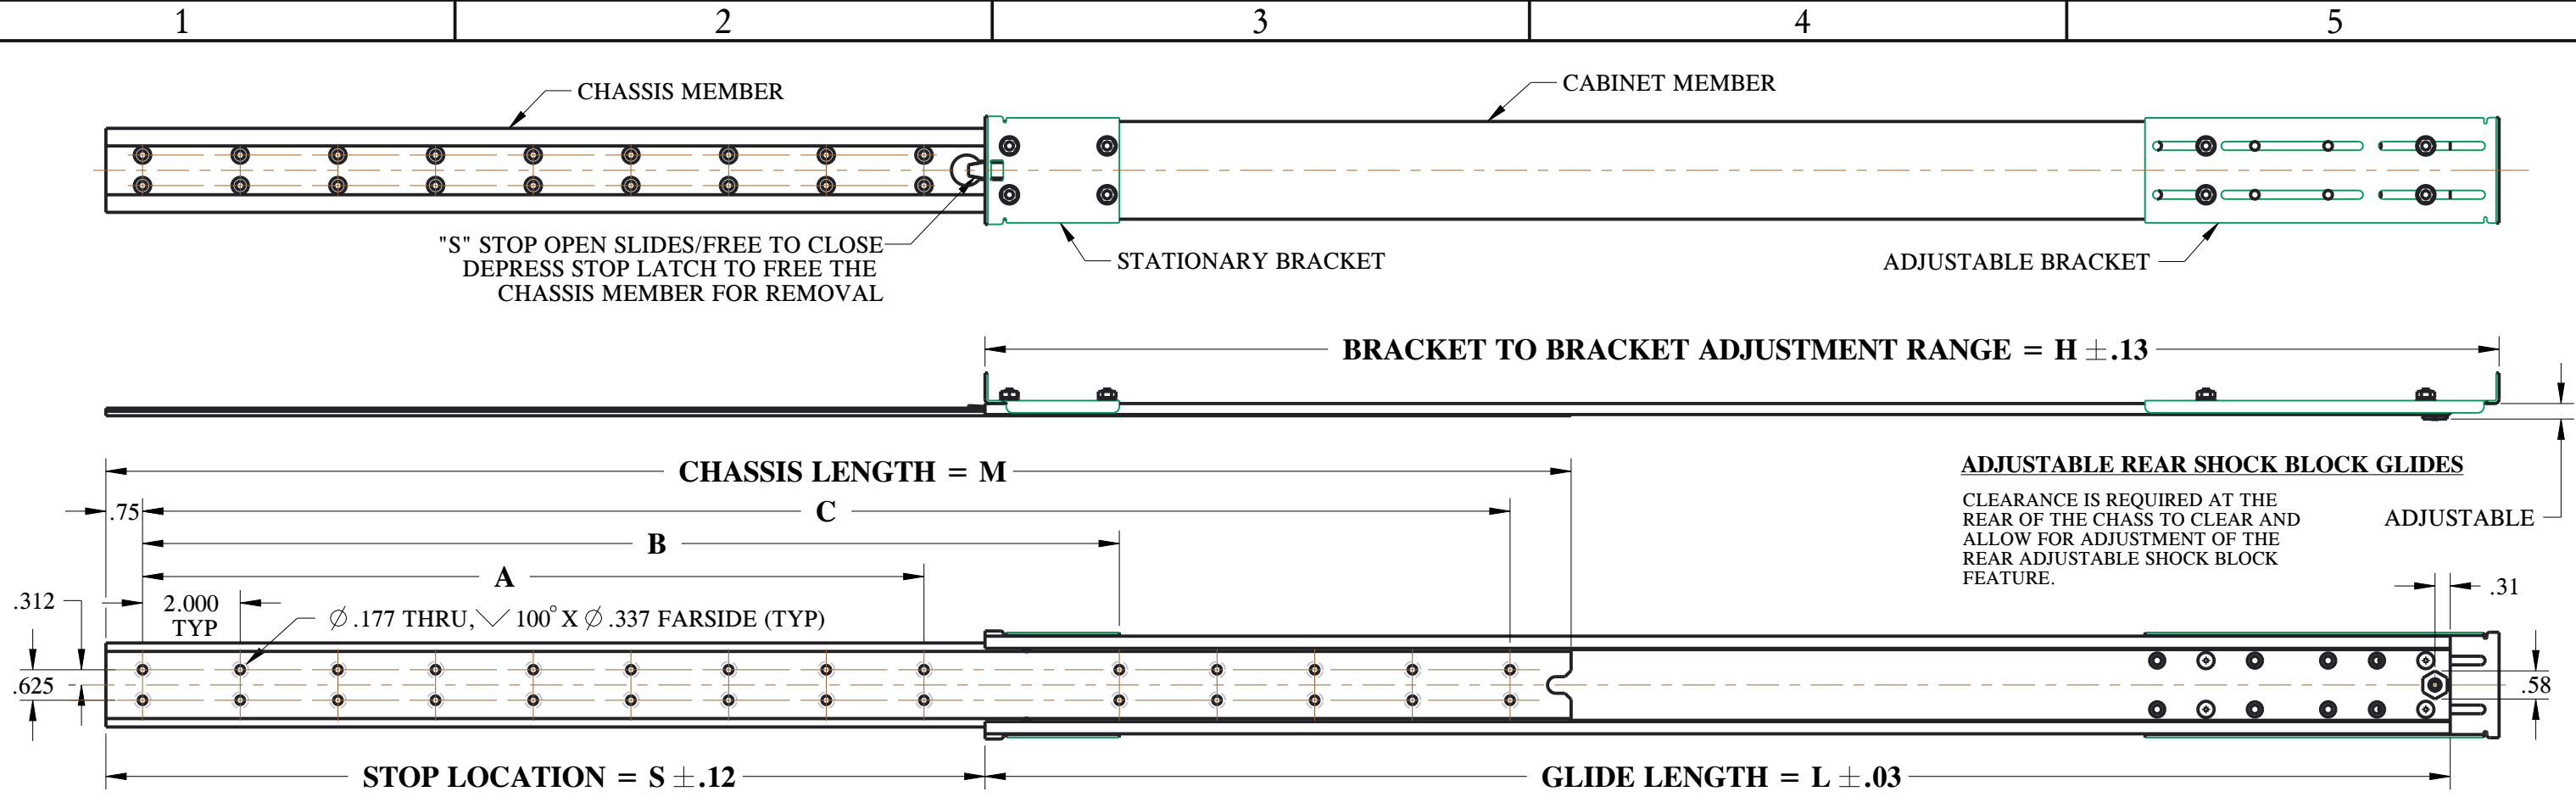 1 2 3 4 5
CHASSIS MEMBER
CABINET MEMBER
"S" STOP OPEN SLIDES/FREE TO CLOSE
DEPRESS STOP LATCH TO FREE THE
CHASSIS MEMBER FOR REMOVAL
STATIONARY BRACKET
ADJUSTABLE BRACKET
BRACKET TO BRACKET ADJUSTMENT RANGE = H ±.13
CHASSIS LENGTH = M
ADJUSTABLE REAR SHOCK BLOCK GLIDES
CLEARANCE IS REQUIRED AT THE
REAR OF THE CHASS TO CLEAR AND
ALLOW FOR ADJUSTMENT OF THE
REAR ADJUSTABLE SHOCK BLOCK
FEATURE.
ADJUSTABLE
.75
C
B
A
.312
2.000
TYP
∅ .177 THRU, ⌵ 100° X ∅ .337 FARSIDE (TYP)
.31
.625
.58
STOP LOCATION = S ±.12
GLIDE LENGTH = L ±.03